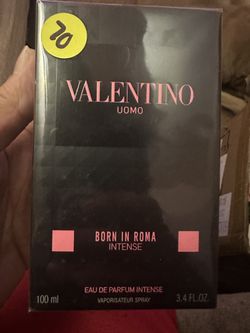 70
VALENTINO
UOMO
BORN IN ROMA
INTENSE
EAU DE PARFUM INTENSE
VAPORISATEUR SPRAY
100 ml 3.4 FL.OZ